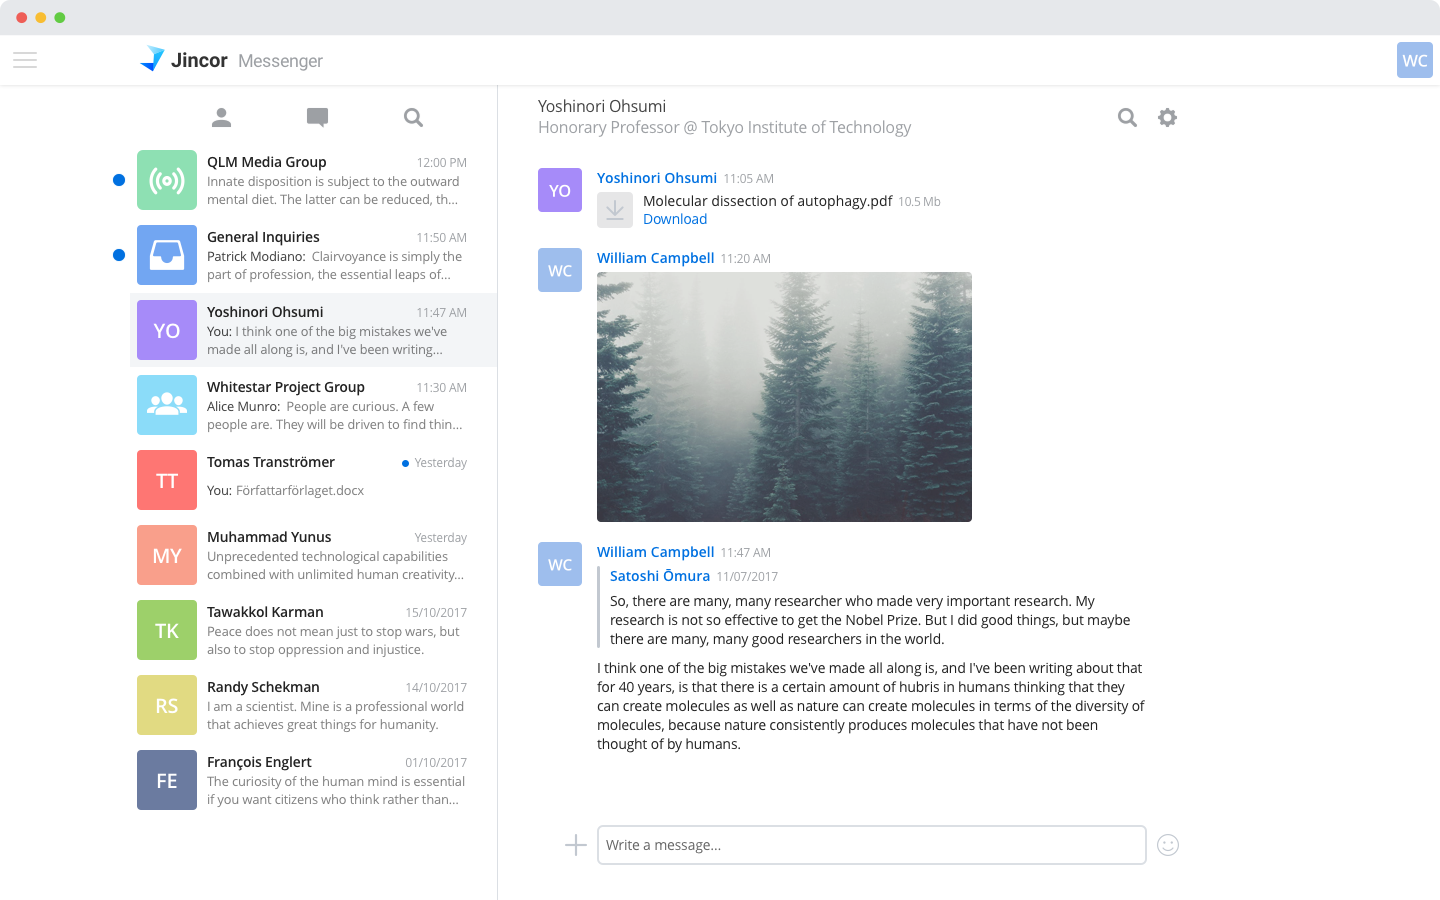 Jincor Messenger
WC
QLM Media Group 12:00 PM
Innate disposition is subject to the outward
mental diet. The latter can be reduced, th...
General Inquiries 11:50 AM
Patrick Modiano: Clairvoyance is simply the
part of profession, the essential leaps of...
YO
Yoshinori Ohsumi 11:47 AM
You: I think one of the big mistakes we've
made all along is, and I've been writing...
Whitestar Project Group 11:30 AM
Alice Munro: People are curious. A few
people are. They will be driven to find thin...
TT
Tomas Tranströmer Yesterday
You: Författarförlaget.docx
MY
Muhammad Yunus Yesterday
Unprecedented technological capabilities
combined with unlimited human creativity...
TK
Tawakkol Karman 15/10/2017
Peace does not mean just to stop wars, but
also to stop oppression and injustice.
RS
Randy Schekman 14/10/2017
I am a scientist. Mine is a professional world
that achieves great things for humanity.
FE
François Englert 01/10/2017
The curiosity of the human mind is essential
if you want citizens who think rather than...
Yoshinori Ohsumi
Honorary Professor @ Tokyo Institute of Technology
YO
Yoshinori Ohsumi 11:05 AM
Molecular dissection of autophagy.pdf 10.5 Mb
Download
WC
William Campbell 11:20 AM
WC
William Campbell 11:47 AM
Satoshi Ōmura 11/07/2017
So, there are many, many researcher who made very important research. My
research is not so effective to get the Nobel Prize. But I did good things, but maybe
there are many, many good researchers in the world.
I think one of the big mistakes we've made all along is, and I've been writing about that
for 40 years, is that there is a certain amount of hubris in humans thinking that they
can create molecules as well as nature can create molecules in terms of the diversity of
molecules, because nature consistently produces molecules that have not been
thought of by humans.
Write a message...